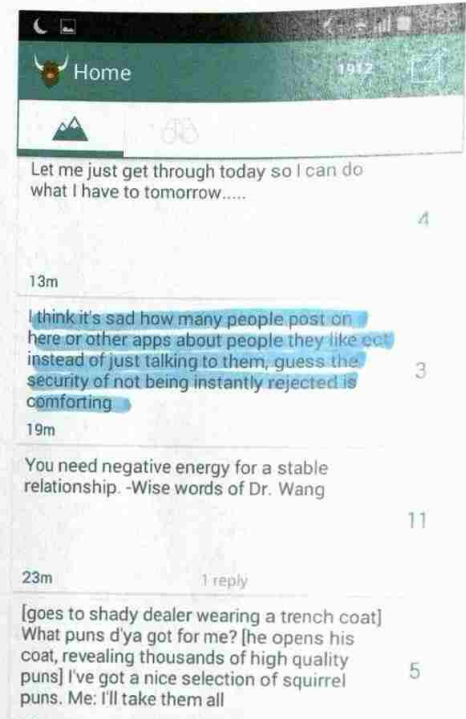 Home
1912
Let me just get through today so I can do
what I have to tomorrow.....
4
13m
I think it's sad how many people post on
here or other apps about people they like ect
instead of just talking to them, guess the
security of not being instantly rejected is
comforting
3
19m
You need negative energy for a stable
relationship. -Wise words of Dr. Wang
11
23m
1 reply
[goes to shady dealer wearing a trench coat]
What puns d'ya got for me? [he opens his
coat, revealing thousands of high quality
puns] I've got a nice selection of squirrel
puns. Me: I'll take them all
5